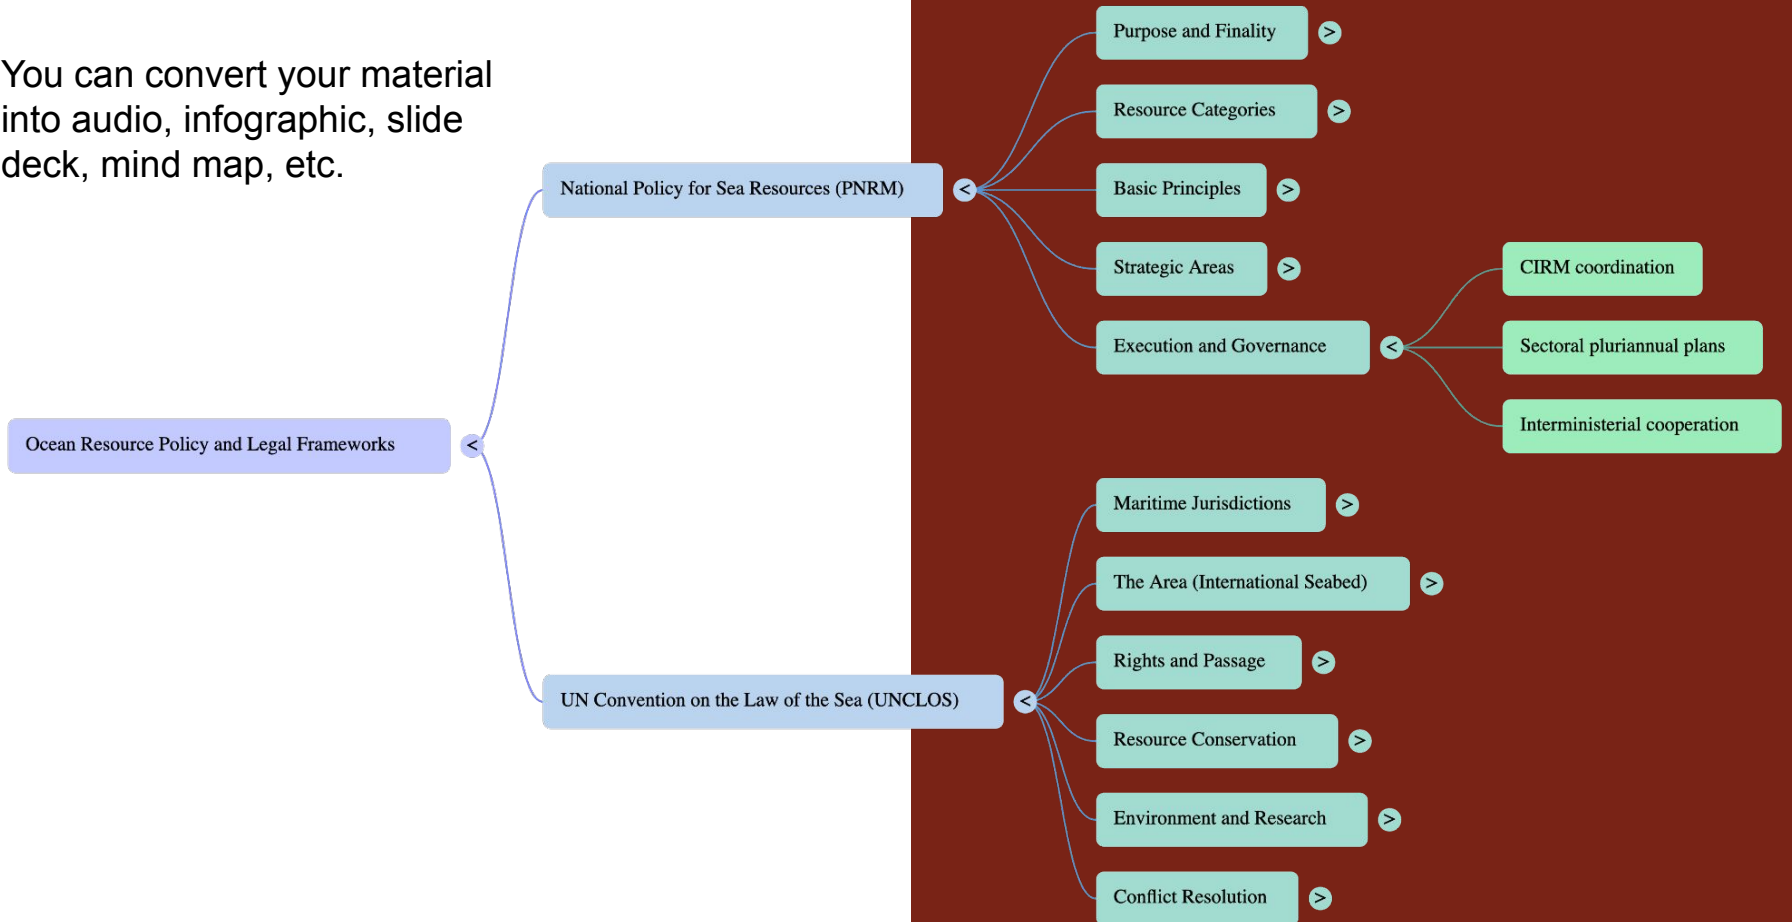 You can convert your material
into audio, infographic, slide
deck, mind map, etc.
Ocean Resource Policy and Legal Frameworks <
National Policy for Sea Resources (PNRM) <
Purpose and Finality >
Resource Categories >
Basic Principles >
Strategic Areas >
Execution and Governance <
CIRM coordination
Sectoral pluriannual plans
Interministerial cooperation
UN Convention on the Law of the Sea (UNCLOS) <
Maritime Jurisdictions >
The Area (International Seabed) >
Rights and Passage >
Resource Conservation >
Environment and Research >
Conflict Resolution >